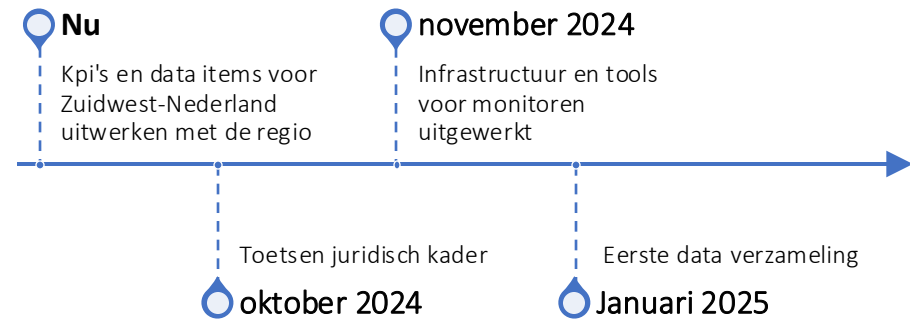 Nu
Kpi's en data items voor
Zuidwest-Nederland
uitwerken met de regio
november 2024
Infrastructuur en tools
voor monitoren
uitgewerkt
Toetsen juridisch kader
oktober 2024
Eerste data verzameling
Januari 2025